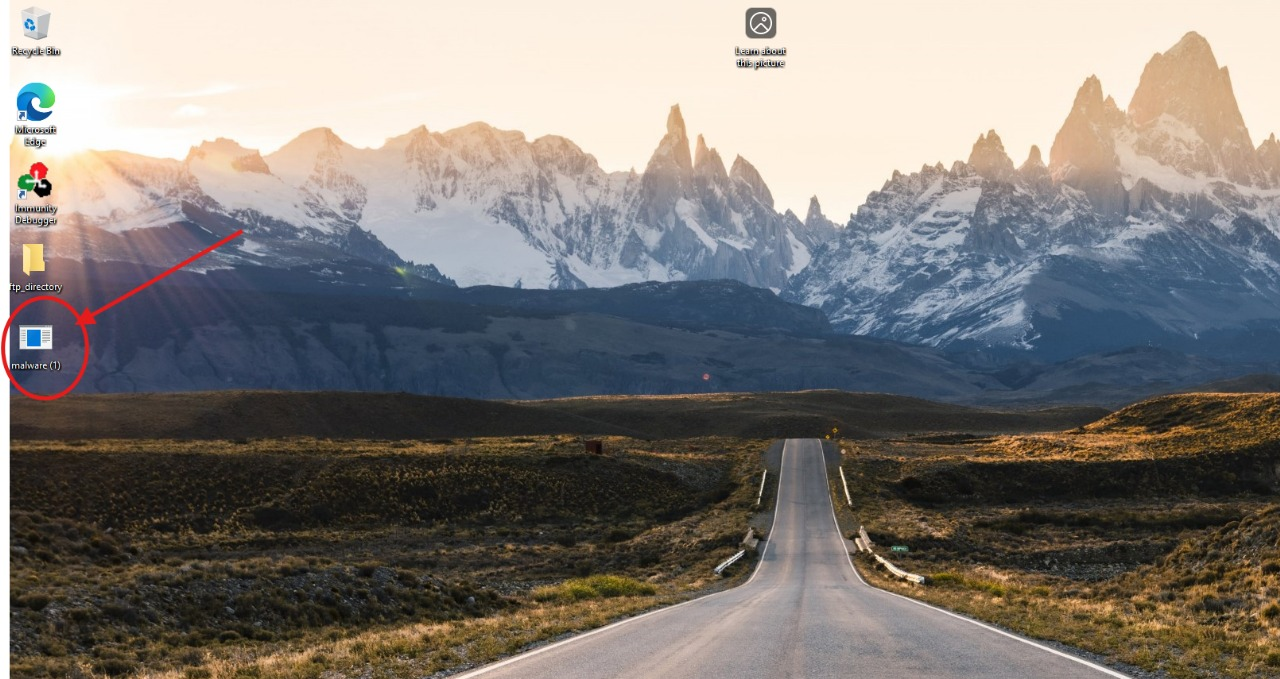 Recycle Bin
Learn about
this picture
Microsoft
Edge
Immunity
Debugger
ftp_directory
malware (1)